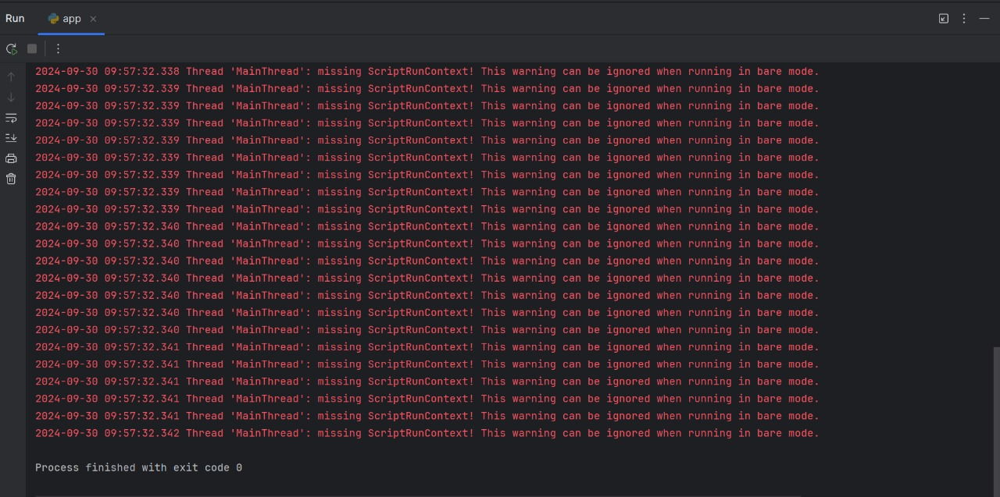 Run app
2024-09-30 09:57:32.338 Thread 'MainThread': missing ScriptRunContext! This warning can be ignored when running in bare mode.
2024-09-30 09:57:32.339 Thread 'MainThread': missing ScriptRunContext! This warning can be ignored when running in bare mode.
2024-09-30 09:57:32.339 Thread 'MainThread': missing ScriptRunContext! This warning can be ignored when running in bare mode.
2024-09-30 09:57:32.339 Thread 'MainThread': missing ScriptRunContext! This warning can be ignored when running in bare mode.
2024-09-30 09:57:32.339 Thread 'MainThread': missing ScriptRunContext! This warning can be ignored when running in bare mode.
2024-09-30 09:57:32.339 Thread 'MainThread': missing ScriptRunContext! This warning can be ignored when running in bare mode.
2024-09-30 09:57:32.339 Thread 'MainThread': missing ScriptRunContext! This warning can be ignored when running in bare mode.
2024-09-30 09:57:32.339 Thread 'MainThread': missing ScriptRunContext! This warning can be ignored when running in bare mode.
2024-09-30 09:57:32.339 Thread 'MainThread': missing ScriptRunContext! This warning can be ignored when running in bare mode.
2024-09-30 09:57:32.340 Thread 'MainThread': missing ScriptRunContext! This warning can be ignored when running in bare mode.
2024-09-30 09:57:32.340 Thread 'MainThread': missing ScriptRunContext! This warning can be ignored when running in bare mode.
2024-09-30 09:57:32.340 Thread 'MainThread': missing ScriptRunContext! This warning can be ignored when running in bare mode.
2024-09-30 09:57:32.340 Thread 'MainThread': missing ScriptRunContext! This warning can be ignored when running in bare mode.
2024-09-30 09:57:32.340 Thread 'MainThread': missing ScriptRunContext! This warning can be ignored when running in bare mode.
2024-09-30 09:57:32.340 Thread 'MainThread': missing ScriptRunContext! This warning can be ignored when running in bare mode.
2024-09-30 09:57:32.340 Thread 'MainThread': missing ScriptRunContext! This warning can be ignored when running in bare mode.
2024-09-30 09:57:32.341 Thread 'MainThread': missing ScriptRunContext! This warning can be ignored when running in bare mode.
2024-09-30 09:57:32.341 Thread 'MainThread': missing ScriptRunContext! This warning can be ignored when running in bare mode.
2024-09-30 09:57:32.341 Thread 'MainThread': missing ScriptRunContext! This warning can be ignored when running in bare mode.
2024-09-30 09:57:32.341 Thread 'MainThread': missing ScriptRunContext! This warning can be ignored when running in bare mode.
2024-09-30 09:57:32.341 Thread 'MainThread': missing ScriptRunContext! This warning can be ignored when running in bare mode.
2024-09-30 09:57:32.342 Thread 'MainThread': missing ScriptRunContext! This warning can be ignored when running in bare mode.
Process finished with exit code 0